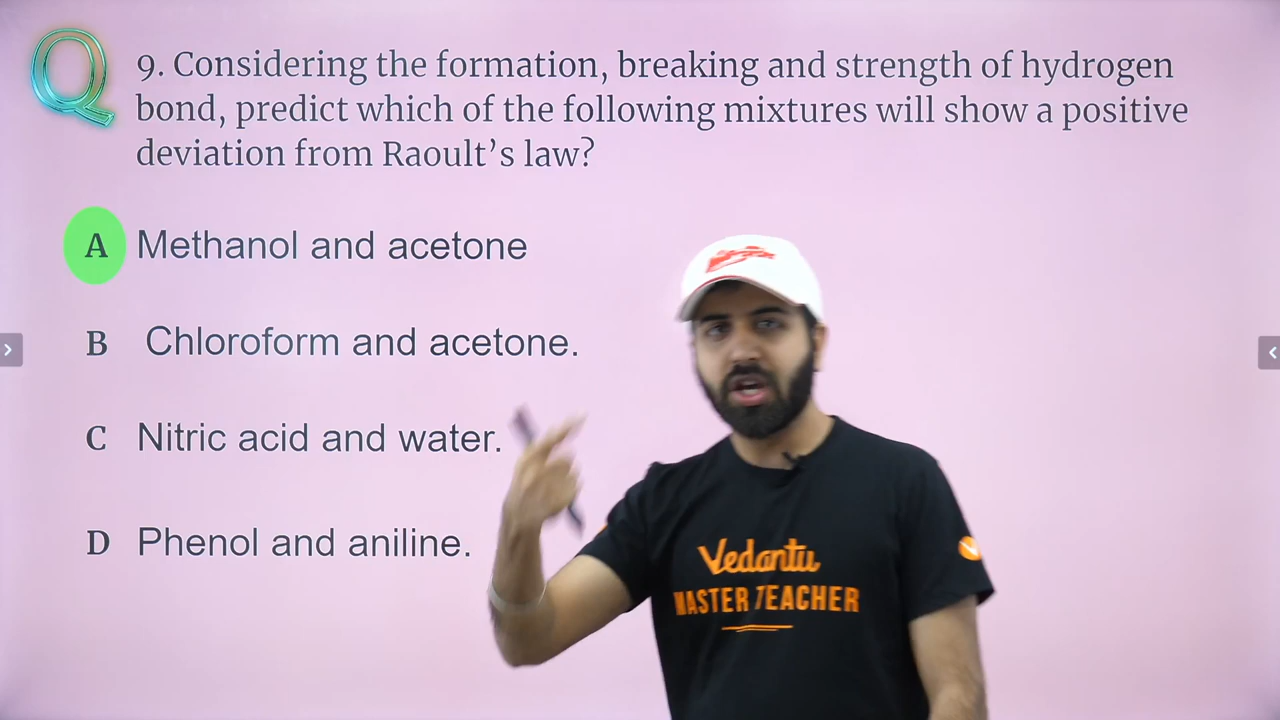 Q
9. Considering the formation, breaking and strength of hydrogen
bond, predict which of the following mixtures will show a positive
deviation from Raoult’s law?
A Methanol and acetone
B Chloroform and acetone.
C Nitric acid and water.
D Phenol and aniline.
Vedantu
MASTER TEACHER